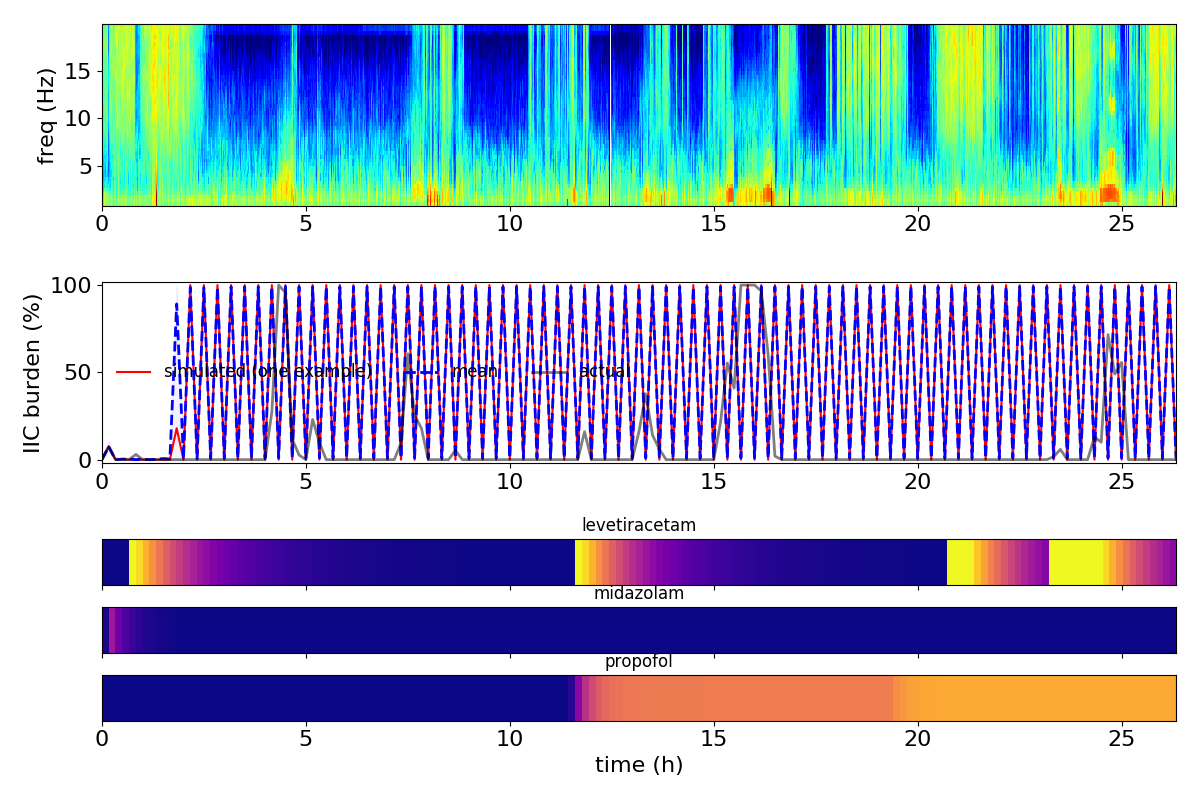 freq (Hz)
15
10
5
0 5 10 15 20 25
IIC burden (%)
100
50
0
simulated (one example) mean actual
0 5 10 15 20 25
levetiracetam
midazolam
propofol
0 5 10 15 20 25
time (h)